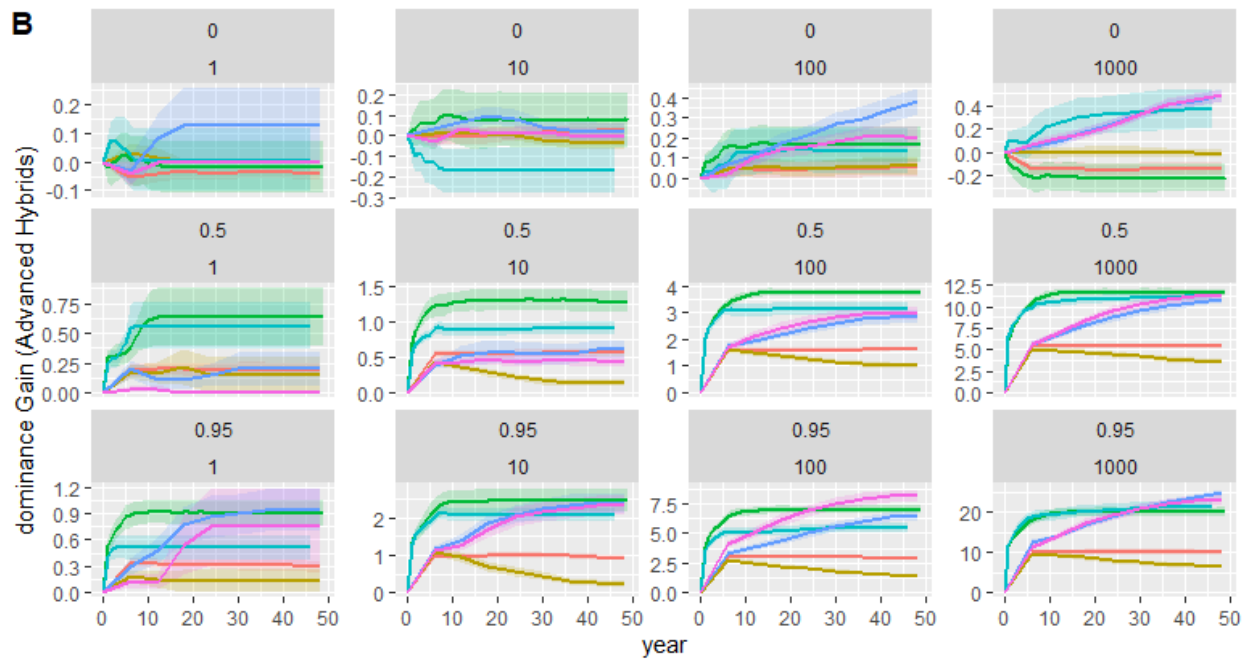 B
dominance Gain (Advanced Hybrids)
0 0 0 0
1 10 100 1000
0.2 0.2 0.4 0.4
0.1 0.1 0.3 0.2
0.0 0.0 0.2 0.0
-0.1 -0.1 0.1 -0.2
-0.2 0.0
-0.3
0.5 0.5 0.5 0.5
1 10 100 1000
0.75 1.5 4 12.5
0.50 1.0 3 10.0
0.25 0.5 2 7.5
0.00 0.0 1 5.0
0 2.5
0.0
0.95 0.95 0.95 0.95
1 10 100 1000
1.2 2 7.5 20
0.9 1 5.0 10
0.6 0 2.5 0
0.3 0.0
0.0
0 10 20 30 40 50 0 10 20 30 40 50 0 10 20 30 40 50 0 10 20 30 40 50
year